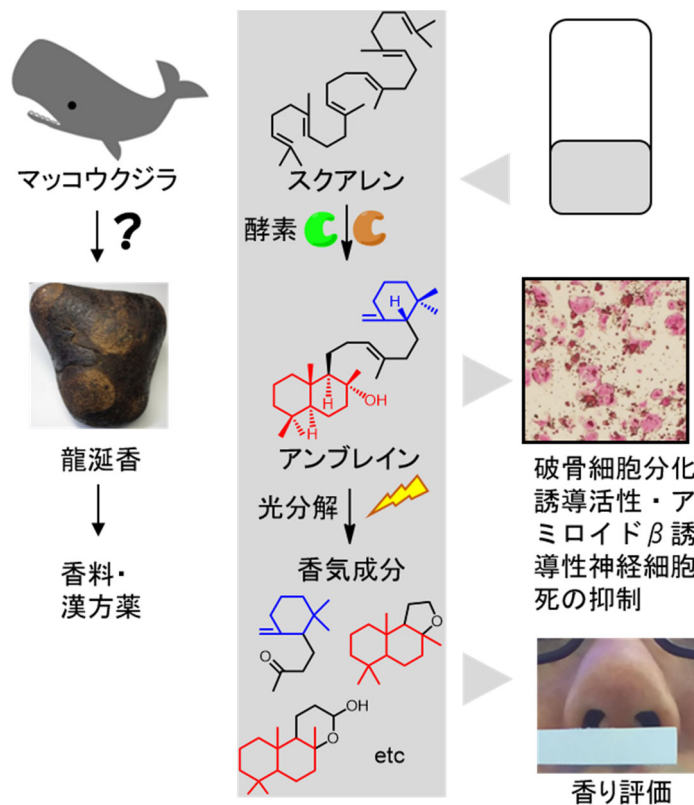 マッコウクジラ
?
龍涎香
香料・
漢方薬
スクアレン
酵素
H
H
OH
H
アンブレイン
光分解
香気成分
O
O
OH
O
etc
破骨細胞分化
誘導活性・ア
ミロイドβ誘
導性神経細胞
死の抑制
香り評価